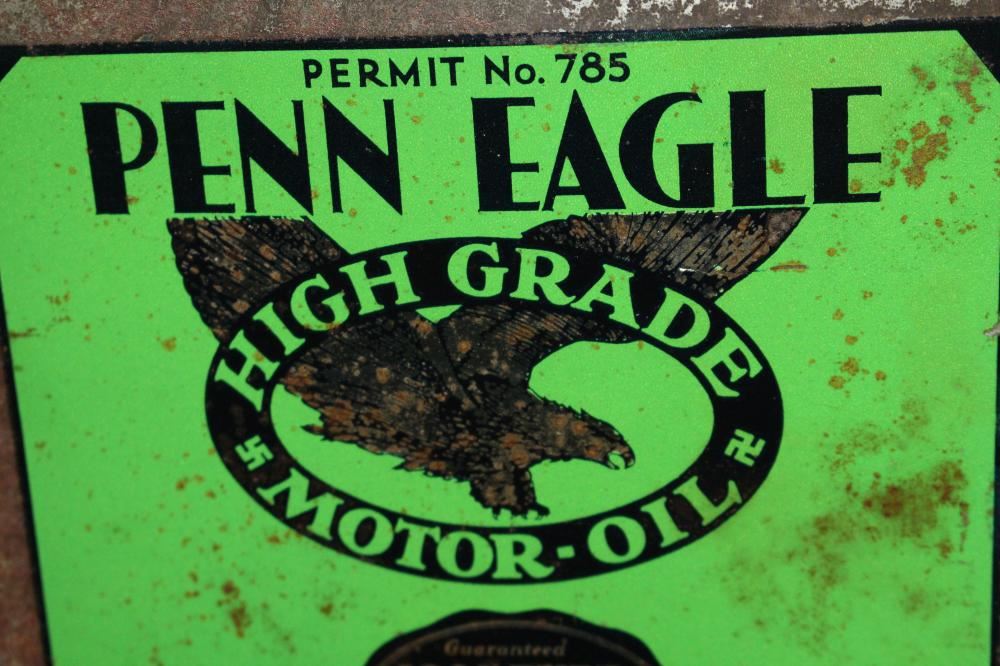 PERMIT No. 785
PENN EAGLE
HIGH GRADE
MOTOR-OIL
Guaranteed